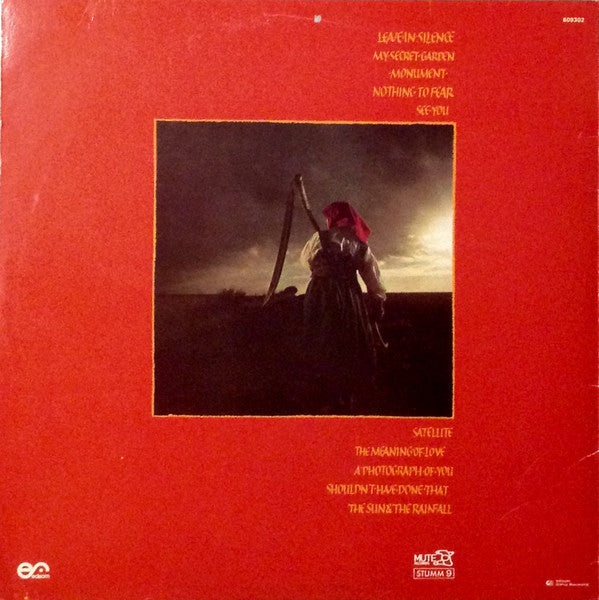 609302
LEAVE·IN·SILENCE
MY·SECRET·GARDEN
·MONUMENT·
NOTHING·TO·FEAR
SEE·YOU
SATELLITE
THE·MEANING·OF·LOVE
A·PHOTOGRAPH·OF·YOU
SHOULDN'T·HAVE·DONE·THAT
THE·SUN&THE·RAINFALL
MUTE
STUMM 9